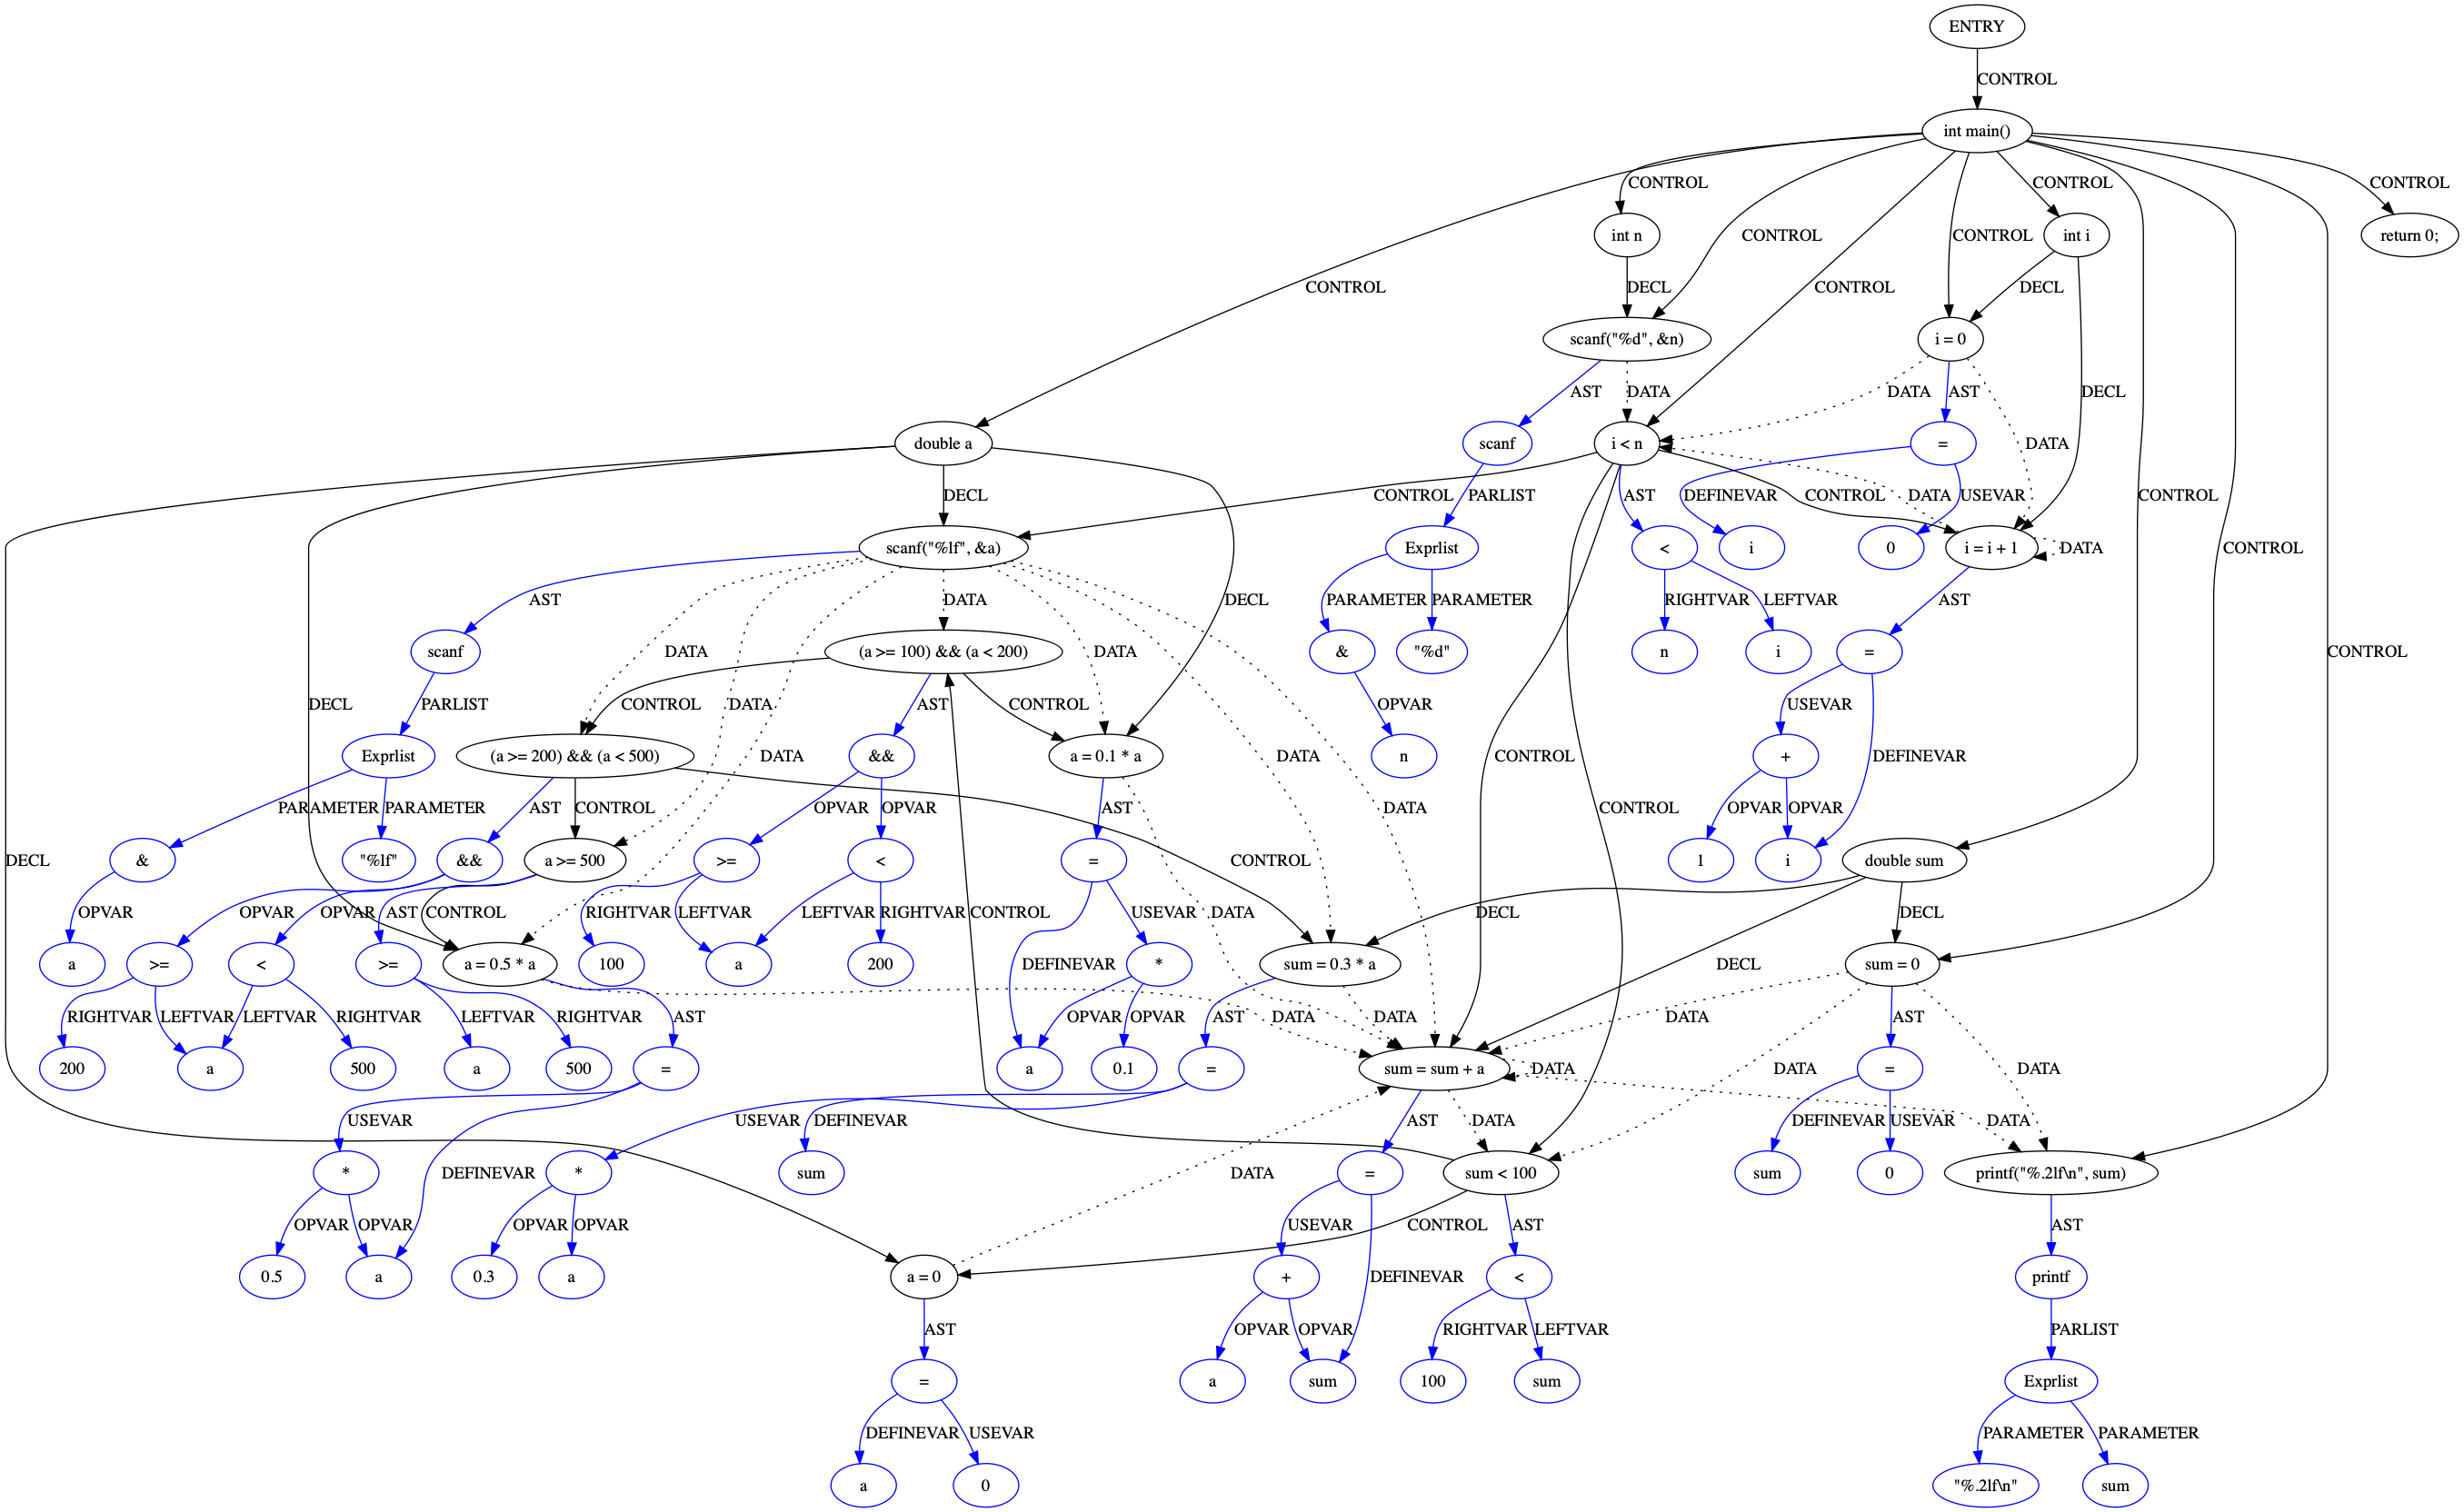 ENTRY
CONTROL
int main()
CONTROL
CONTROL
CONTROL
int n
CONTROL
CONTROL
int i
return 0;
CONTROL
DECL
CONTROL
DECL
scanf("%d", &n)
i = 0
AST
DATA
DATA
AST
DECL
double a
scanf
i < n
=
DATA
DECL
CONTROL
PARLIST
AST
DEFINEVAR
CONTROL
DATA
USEVAR
CONTROL
scanf("%lf", &a)
Exprlist
<
i
0
i = i + 1
DATA
CONTROL
AST
DATA
DECL
PARAMETER
PARAMETER
RIGHTVAR
LEFTVAR
AST
scanf
DATA
(a >= 100) && (a < 200)
DATA
&
"%d"
n
i
=
CONTROL
PARLIST
DECL
CONTROL
DATA
AST
CONTROL
OPVAR
USEVAR
Exprlist
(a >= 200) && (a < 500)
DATA
&&
a = 0.1 * a
DATA
n
CONTROL
+
DEFINEVAR
PARAMETER
PARAMETER
AST
CONTROL
OPVAR
OPVAR
AST
DATA
CONTROL
OPVAR
OPVAR
DECL
&
"%lf"
&&
a >= 500
>=
<
=
CONTROL
1
i
double sum
OPVAR
OPVAR
OPVAR
AST
CONTROL
RIGHTVAR
LEFTVAR
LEFTVAR
RIGHTVAR
CONTROL
USEVAR
DATA
DECL
DECL
a
>=
<
>=
a = 0.5 * a
100
a
200
DEFINEVAR
*
sum = 0.3 * a
DECL
sum = 0
RIGHTVAR
LEFTVAR
LEFTVAR
RIGHTVAR
LEFTVAR
RIGHTVAR
AST
OPVAR
OPVAR
AST
DATA
DATA
DATA
AST
200
a
500
a
500
=
a
0.1
=
sum = sum + a
DATA
DATA
=
DATA
USEVAR
DEFINEVAR
USEVAR
DEFINEVAR
AST
DATA
DEFINEVAR
USEVAR
DATA
*
*
sum
DATA
=
sum < 100
sum
0
printf("%.2lf\n", sum)
OPVAR
OPVAR
OPVAR
OPVAR
USEVAR
CONTROL
AST
AST
0.5
a
0.3
a
a = 0
+
DEFINEVAR
<
printf
AST
OPVAR
OPVAR
RIGHTVAR
LEFTVAR
PARLIST
=
a
sum
100
sum
Exprlist
DEFINEVAR
USEVAR
PARAMETER
PARAMETER
a
0
"%.2lf\n"
sum